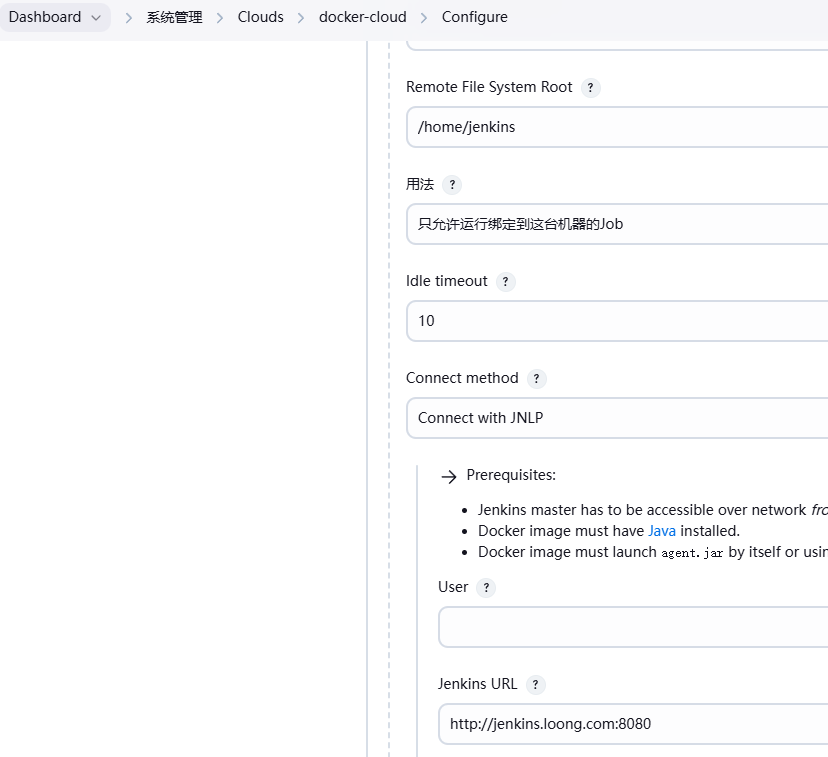 Dashboard > 系统管理 > Clouds > docker-cloud > Configure
Remote File System Root ?
/home/jenkins
用法 ?
只允许运行绑定到这台机器的Job
Idle timeout ?
10
Connect method ?
Connect with JNLP
Prerequisites:
Jenkins master has to be accessible over network
Docker image must have Java installed.
Docker image must launch agent.jar by itself or
User ?
Jenkins URL ?
http://jenkins.loong.com:8080